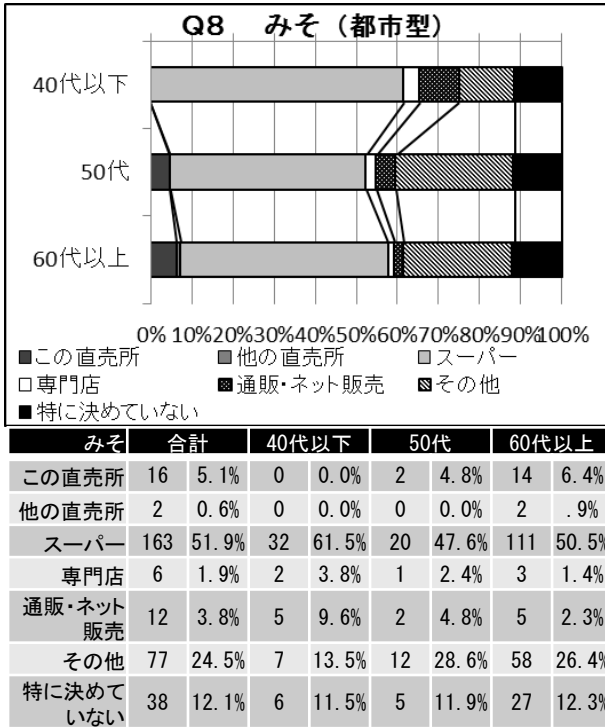 Q8 みそ（都市型）
40代以下
50代
60代以上
0% 10%20%30%40%50%60%70%80%90%100%
■この直売所 ■他の直売所 ■スーパー
□専門店 ■通販・ネット販売 ■その他
■特に決めていない
みそ 合計 40代以下 50代 60代以上
この直売所 16 5.1% 0 0.0% 2 4.8% 14 6.4%
他の直売所 2 0.6% 0 0.0% 0 0.0% 2 .9%
スーパー 163 51.9% 32 61.5% 20 47.6% 111 50.5%
専門店 6 1.9% 2 3.8% 1 2.4% 3 1.4%
通販・ネット
販売 12 3.8% 5 9.6% 2 4.8% 5 2.3%
その他 77 24.5% 7 13.5% 12 28.6% 58 26.4%
特に決めて
いない 38 12.1% 6 11.5% 5 11.9% 27 12.3%